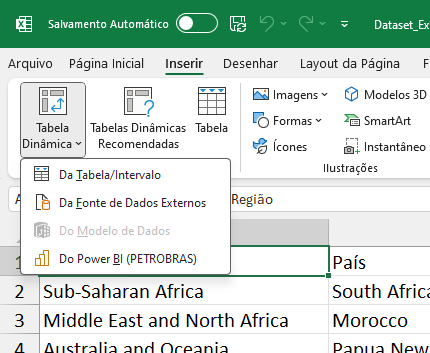 Salvamento Automático
Dataset_Ex
Arquivo Página Inicial Inserir Desenhar Layout da Página F
Tabela Dinâmica
Tabelas Dinâmicas Recomendadas
Tabela
Imagens
Formas
Ícones
Modelos 3D
SmartArt
Instantâneo
Ilustrações
Da Tabela/Intervalo
Da Fonte de Dados Externos
Do Modelo de Dados
Do Power BI (PETROBRAS)
A
Região
1 País
2 Sub-Saharan Africa South Africa
3 Middle East and North Africa Morocco
4 Australia and Oceania Papua New